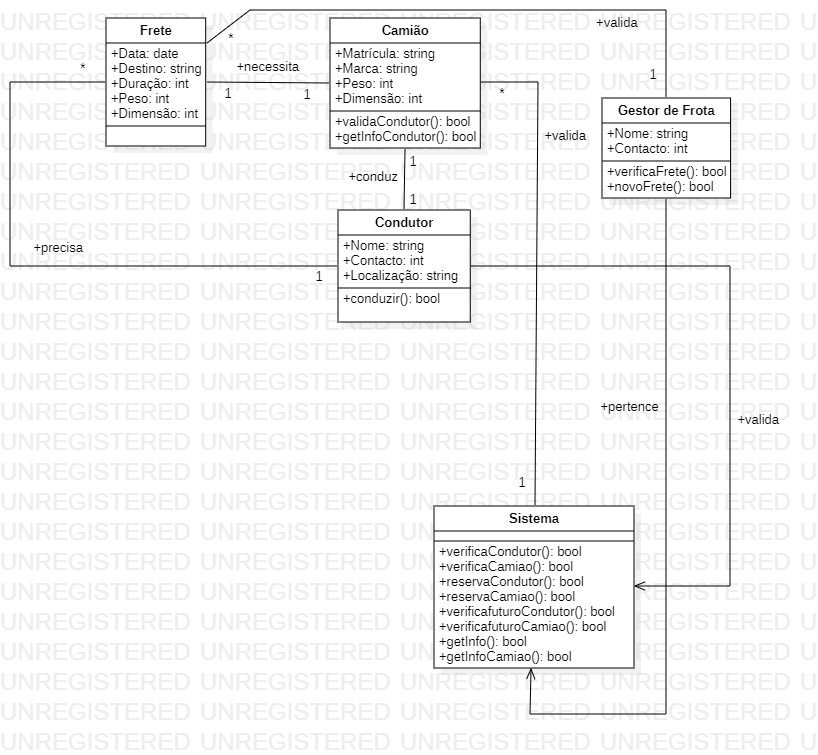 Frete
+Data: date
+Destino: string
+Duração: int
+Peso: int
+Dimensão: int
*
*
+necessita
1
1
Camião
+Matrícula: string
+Marca: string
+Peso: int
+Dimensão: int
+validaCondutor(): bool
+getInfoCondutor(): bool
*
+valida
+valida
1
Gestor de Frota
+Nome: string
+Contacto: int
+verificaFrete(): bool
+novoFrete(): bool
1
+conduz
1
Condutor
+Nome: string
+Contacto: int
+Localização: string
+conduzir(): bool
+precisa
1
+pertence
+valida
1
Sistema
+verificaCondutor(): bool
+verificaCamiao(): bool
+reservaCondutor(): bool
+reservaCamiao(): bool
+verificafuturoCondutor(): bool
+verificafuturoCamiao(): bool
+getInfo(): bool
+getInfoCamiao(): bool
UNREGISTERED